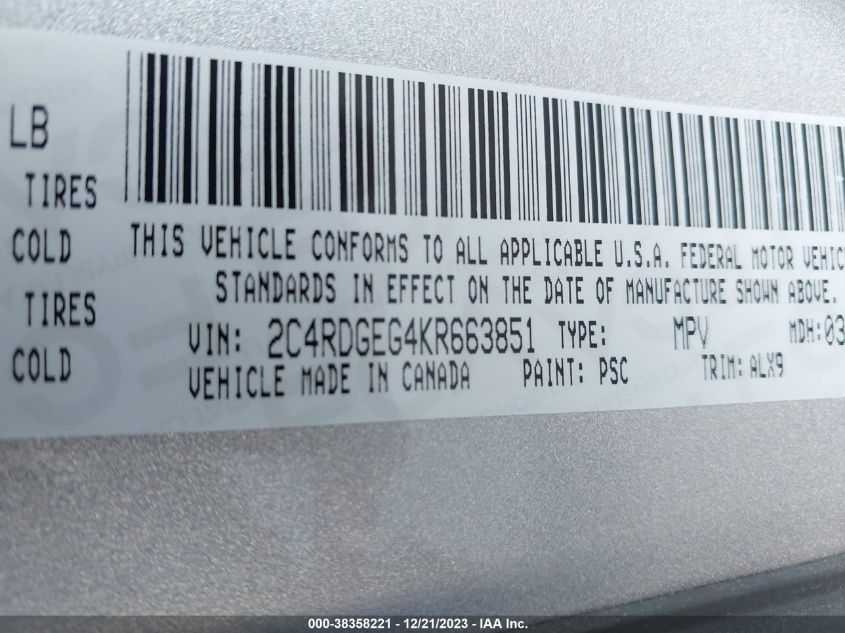 LB
TIRES
COLD
TIRES
COLD
THIS VEHICLE CONFORMS TO ALL APPLICABLE U.S.A. FEDERAL MOTOR VEHIC
STANDARDS IN EFFECT ON THE DATE OF MANUFACTURE SHOWN ABOVE.
VIN: 2C4RDGEG4KR663851 TYPE: MPV MDH:03
VEHICLE MADE IN CANADA PAINT: PSC TRIM: ALX9
000-38358221 - 12/21/2023 - IAA Inc.